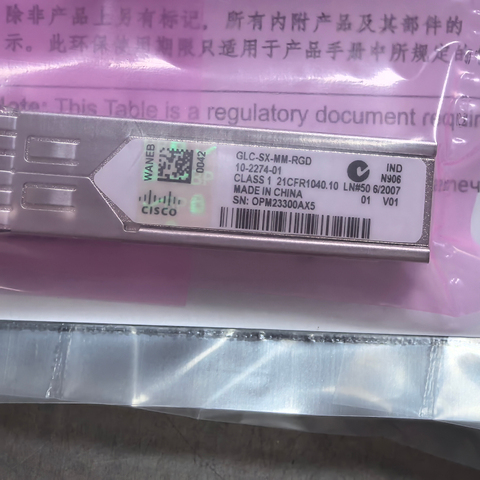 除非产品上另有标记，所有内附产品及其部件的
示。此环保使用期限只适用于产品手册中所规定的
Note: This Table is a regulatory document requir
WANEB
0042
CISCO
GLC-SX-MM-RGD
10-2274-01
CLASS 1 21CFR1040.10
MADE IN CHINA
SN: OPM23300AX5
IND
N906
LN#50 6/2007
01 V01